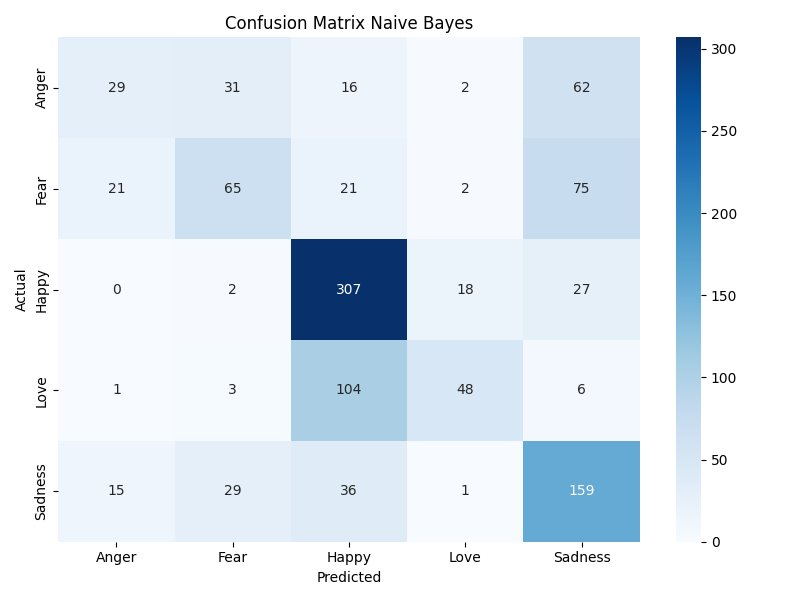 Confusion Matrix Naive Bayes
Anger 29 31 16 2 62
Fear 21 65 21 2 75
Happy 0 2 307 18 27
Love 1 3 104 48 6
Sadness 15 29 36 1 159
Actual
Anger Fear Happy Love Sadness
Predicted
300
250
200
150
100
50
0